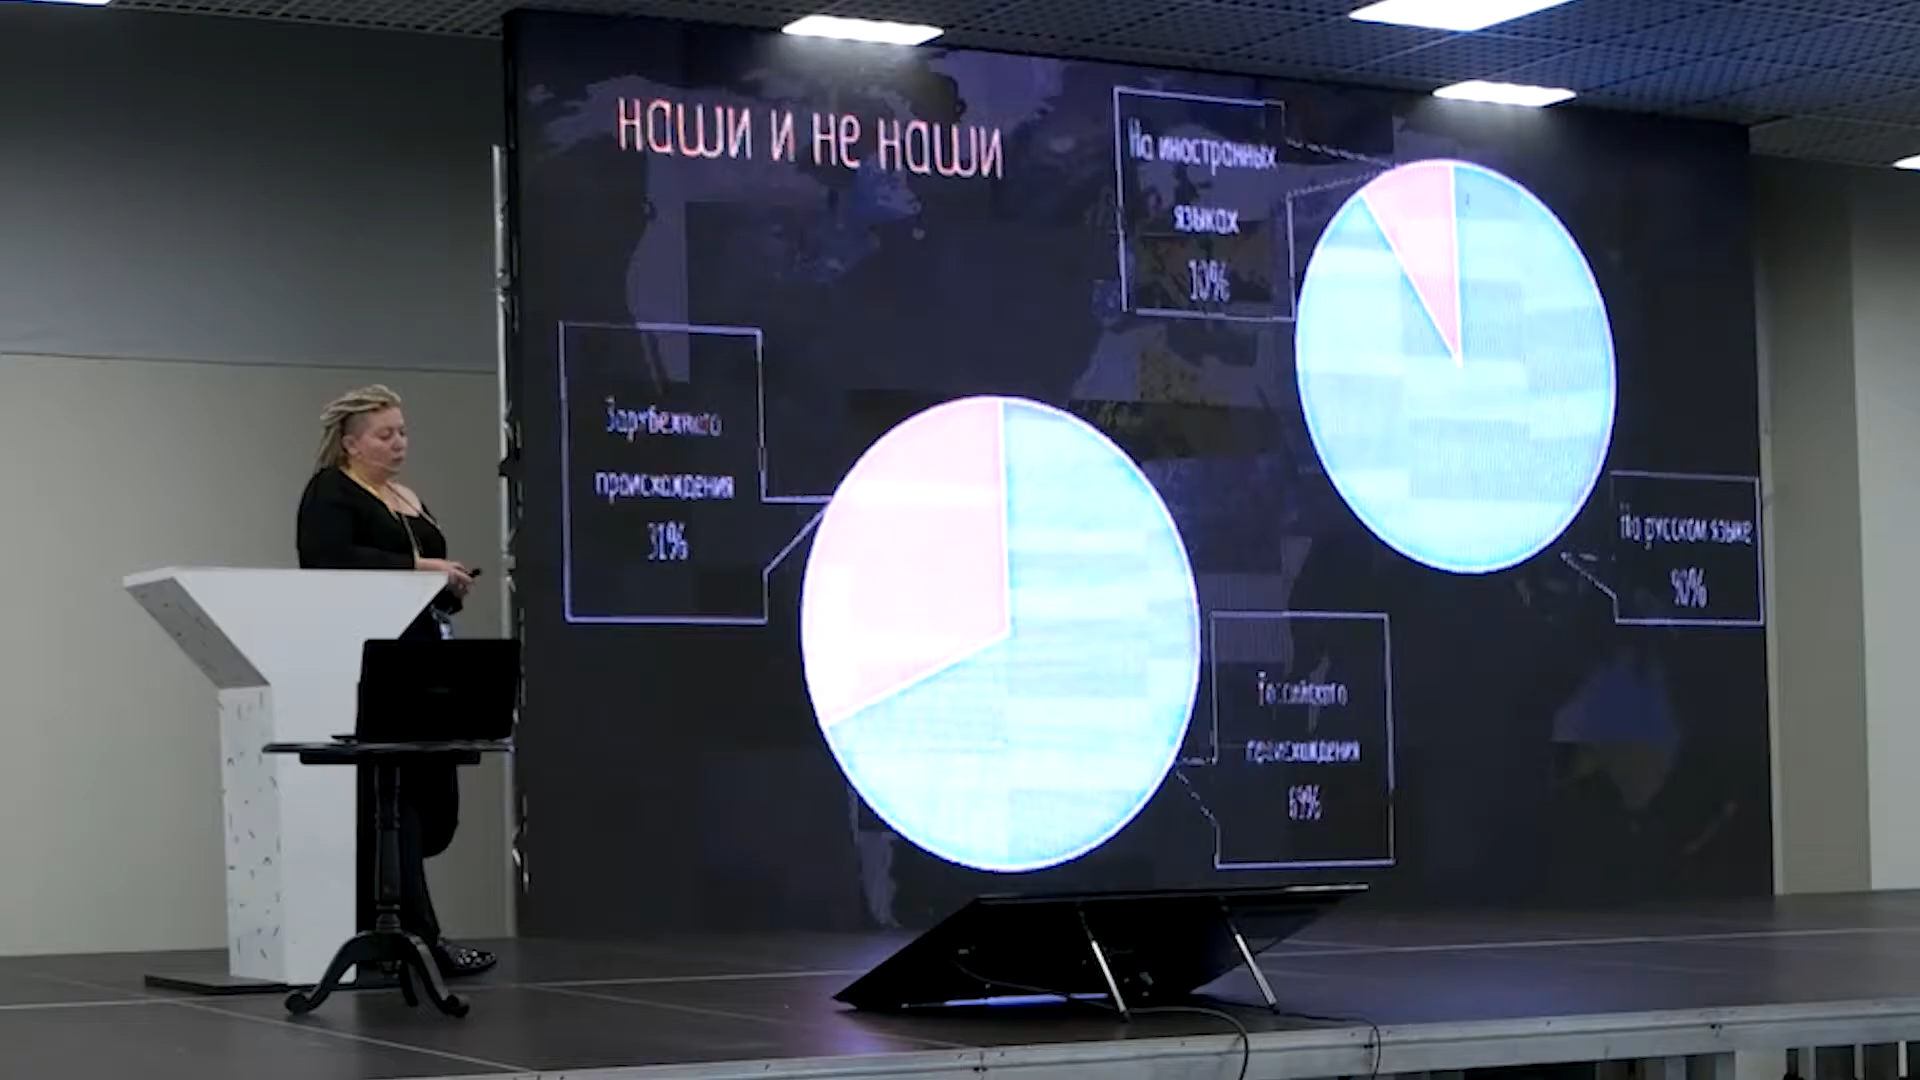 наши и не наши
На иностранных
языках
10%
Зарубежного
происхождения
31%
На русском языке
90%
Российского
происхождения
69%